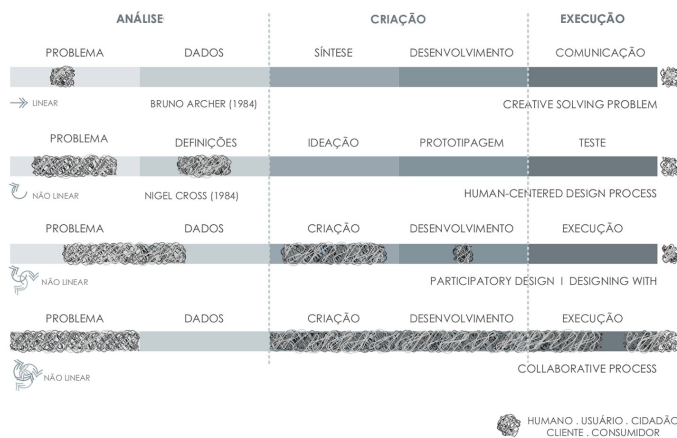 ANÁLISE CRIAÇÃO EXECUÇÃO
PROBLEMA DADOS SÍNTESE DESENVOLVIMENTO COMUNICAÇÃO
LINEAR BRUNO ARCHER (1984) CREATIVE SOLVING PROBLEM
PROBLEMA DEFINIÇÕES IDEAÇÃO PROTOTIPAGEM TESTE
NÃO LINEAR NIGEL CROSS (1984) HUMAN-CENTERED DESIGN PROCESS
PROBLEMA DADOS CRIAÇÃO DESENVOLVIMENTO EXECUÇÃO
NÃO LINEAR PARTICIPATORY DESIGN I DESIGNING WITH
PROBLEMA DADOS CRIAÇÃO DESENVOLVIMENTO EXECUÇÃO
NÃO LINEAR COLLABORATIVE PROCESS
HUMANO . USUÁRIO . CIDADÃO
CLIENTE . CONSUMIDOR